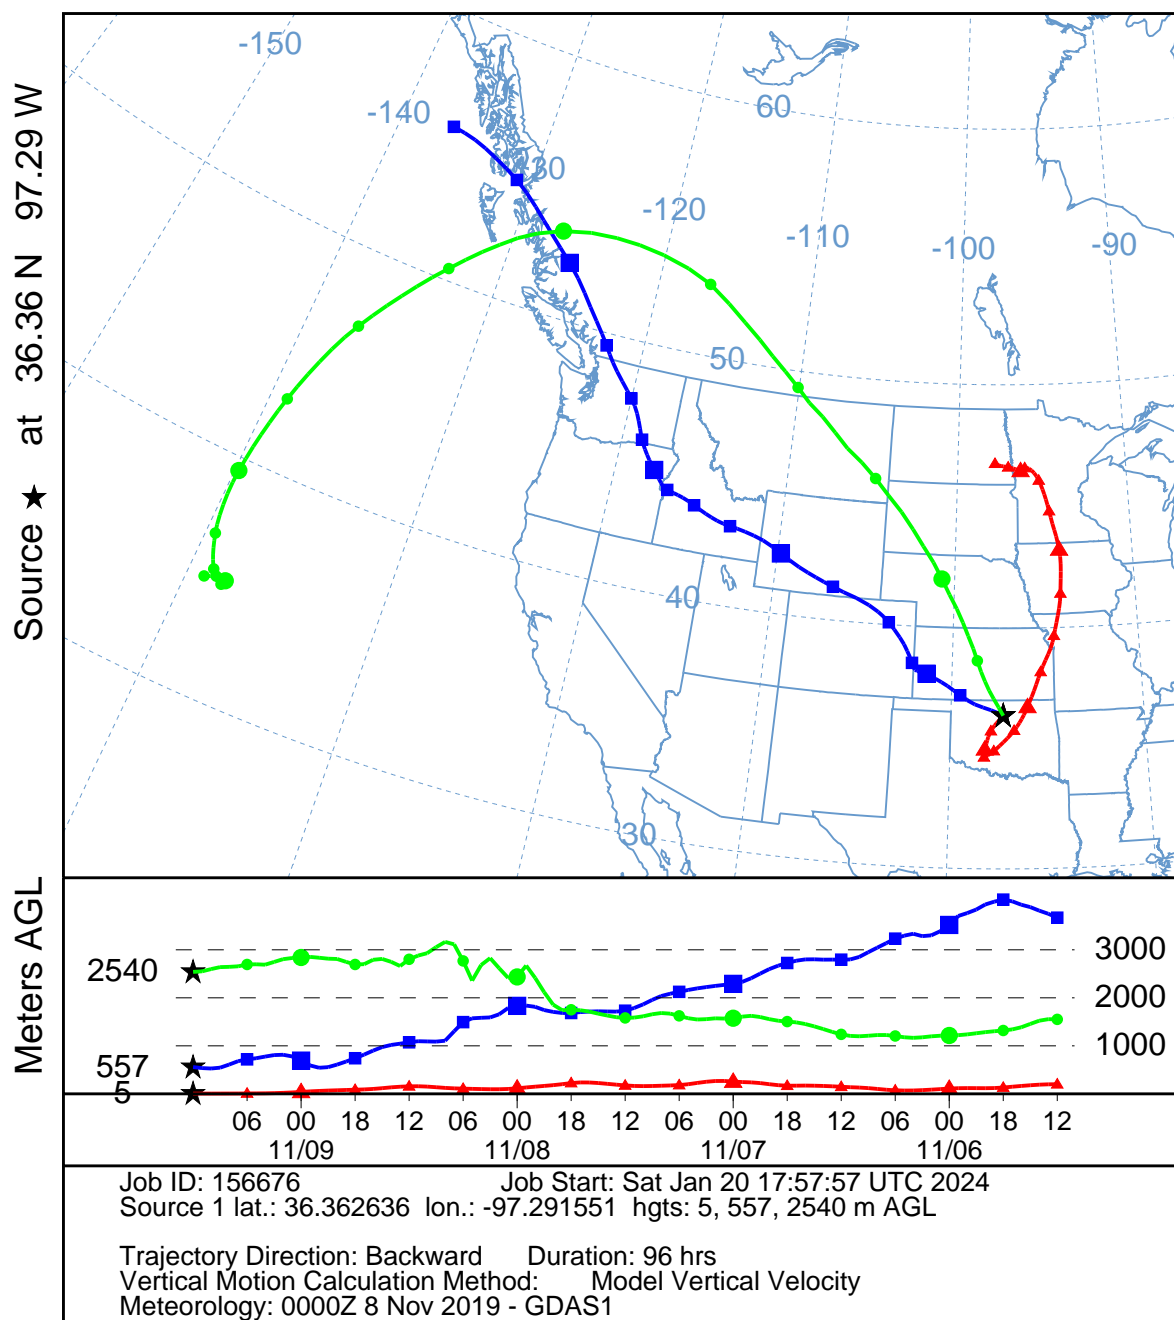 Source ★ at 36.36 N 97.29 W
-150
-140
-30
60
-120
-110
-100
-90
50
40
30
Meters AGL
2540
557
5
3000
2000
1000
06 00 18 12 06 00 18 12 06 00 18 12 06 00 18 12
11/09 11/08 11/07 11/06
Job ID: 156676 Job Start: Sat Jan 20 17:57:57 UTC 2024
Source 1 lat.: 36.362636 lon.: -97.291551 hgts: 5, 557, 2540 m AGL
Trajectory Direction: Backward Duration: 96 hrs
Vertical Motion Calculation Method: Model Vertical Velocity
Meteorology: 0000Z 8 Nov 2019 - GDAS1